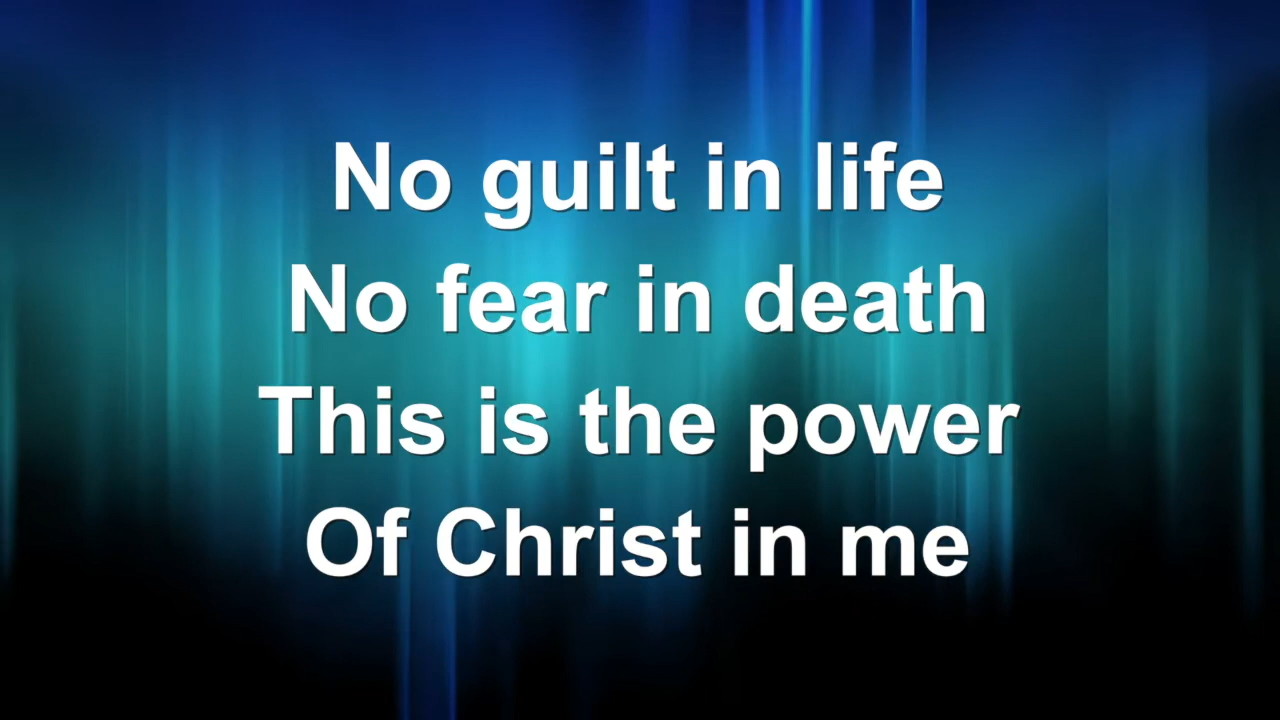 No guilt in life
No fear in death
This is the power
Of Christ in me